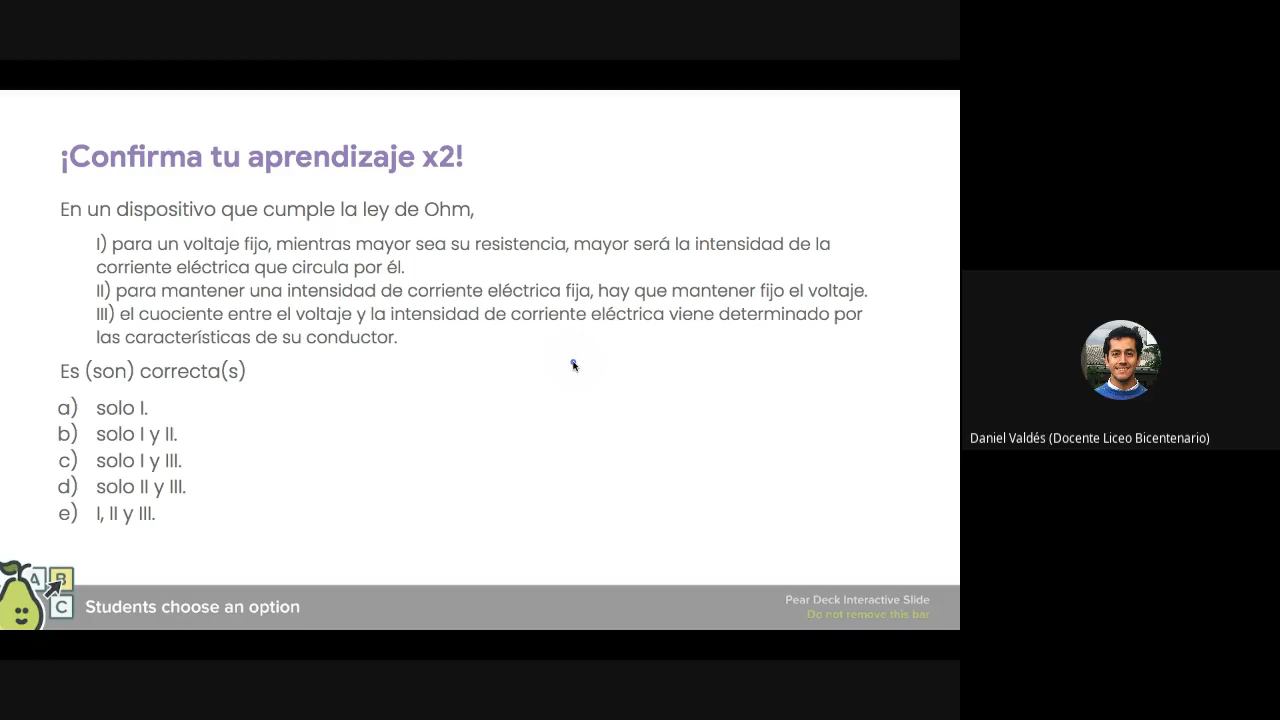 ¡Confirma tu aprendizaje x2!
En un dispositivo que cumple la ley de Ohm,
I) para un voltaje fijo, mientras mayor sea su resistencia, mayor será la intensidad de la
corriente eléctrica que circula por él.
II) para mantener una intensidad de corriente eléctrica fija, hay que mantener fijo el voltaje.
III) el cuociente entre el voltaje y la intensidad de corriente eléctrica viene determinado por
las características de su conductor.
Es (son) correcta(s)
a) solo I.
b) solo I y II.
c) solo I y III.
d) solo II y III.
e) I, II y III.
A B
C
Students choose an option
Pear Deck Interactive Slide
Do not remove this bar
Daniel Valdés (Docente Liceo Bicentenario)